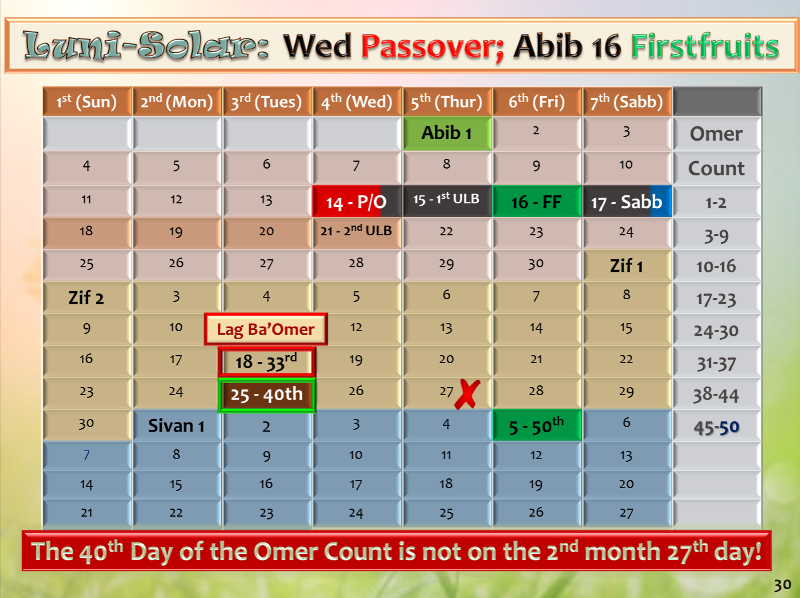 Luni-Solar: Wed Passover; Abib 16 Firstfruits
1st (Sun) 2nd (Mon) 3rd (Tues) 4th (Wed) 5th (Thur) 6th (Fri) 7th (Sabb)
Abib 1 2 3 Omer
4 5 6 7 8 9 10 Count
11 12 13 14 - P/O 15 - 1st ULB 16 - FF 17 - Sabb 1-2
18 19 20 21 - 2nd ULB 22 23 24 3-9
25 26 27 28 29 30 Zif 1 10-16
Zif 2 3 4 5 6 7 8 17-23
9 10 Lag Ba'Omer 12 13 14 15 24-30
16 17 18 - 33rd 19 20 21 22 31-37
23 24 25 - 40th 26 27 ✗ 28 29 38-44
30 Sivan 1 2 3 4 5 - 50th 6 45-50
7 8 9 10 11 12 13
14 15 16 17 18 19 20
21 22 23 24 25 26 27
The 40th Day of the Omer Count is not on the 2nd month 27th day!
30